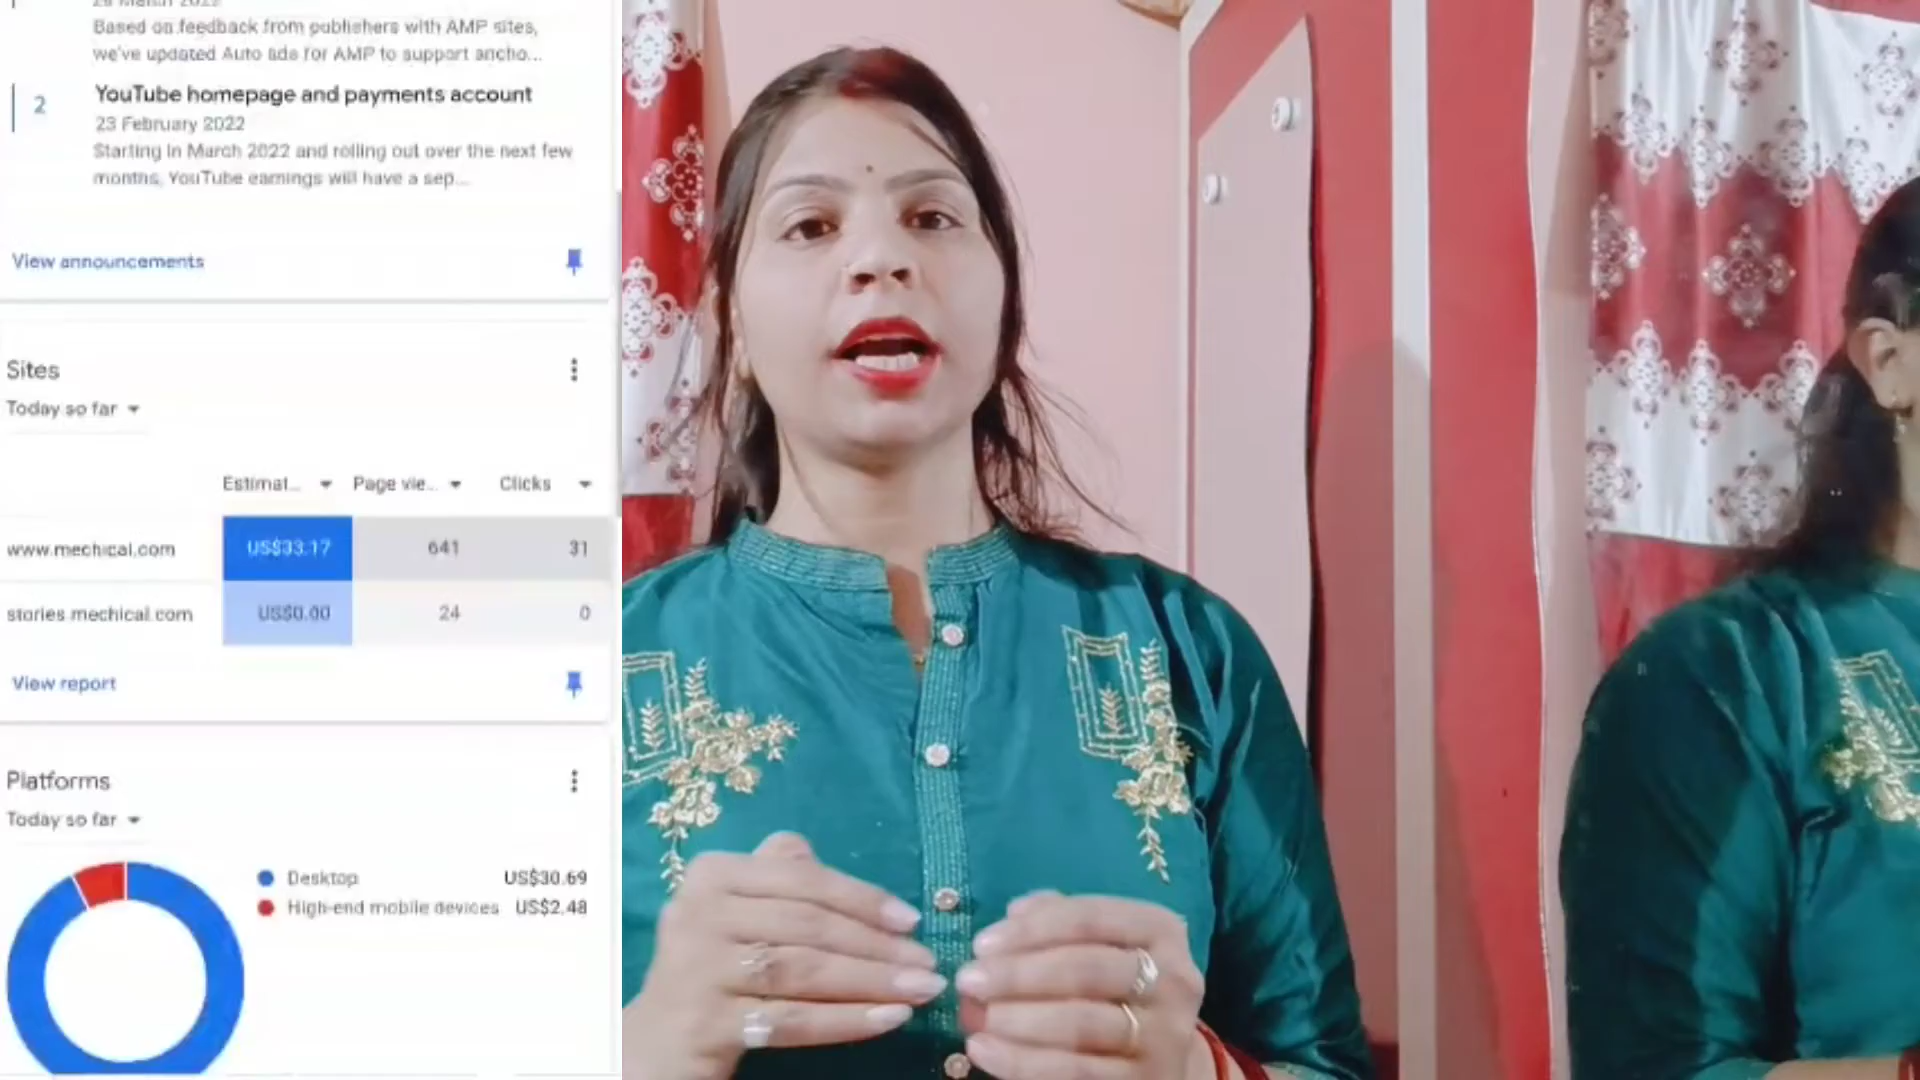 Based on feedback from publishers with AMP sites,
we've updated Auto ads for AMP to support ancho...
2
YouTube homepage and payments account
23 February 2022
Starting in March 2022 and rolling out over the next few
months, YouTube earnings will have a sep...
View announcements
Sites
Today so far
Estimat... Page vie... Clicks
www.mechical.com US$33.17 641 31
stories.mechical.com US$0.00 24 0
View report
Platforms
Today so far
Desktop US$30.69
High-end mobile devices US$2.48